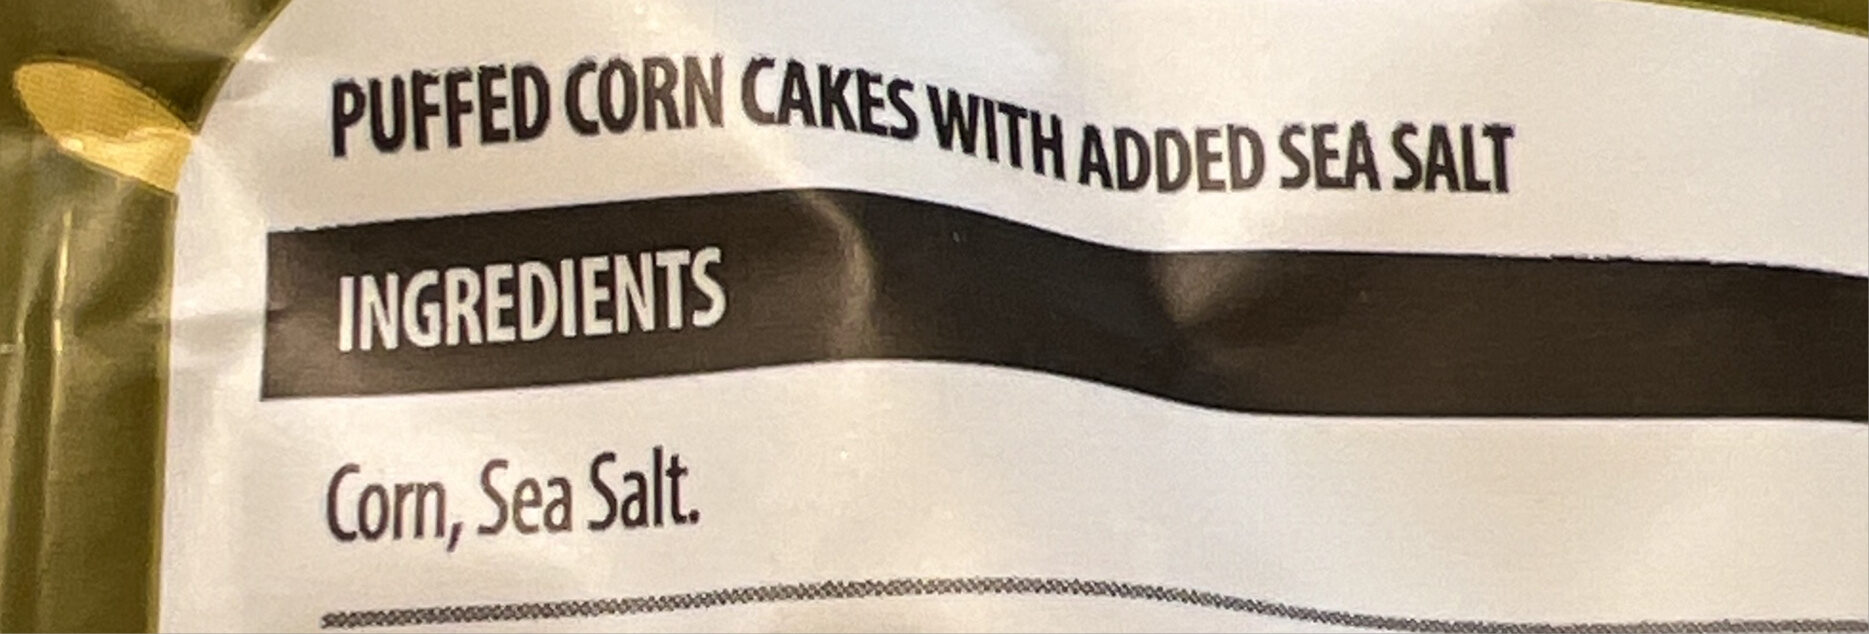 PUFFED CORN CAKES WITH ADDED SEA SALT
INGREDIENTS
Corn, Sea Salt.